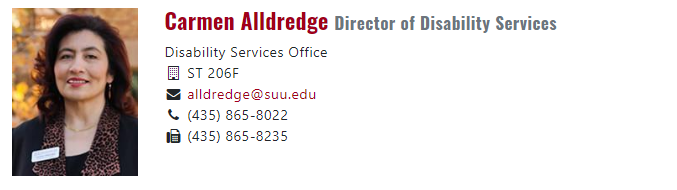 Carmen Alldredge Director of Disability Services
Disability Services Office
ST 206F
alldredge@suu.edu
(435) 865-8022
(435) 865-8235